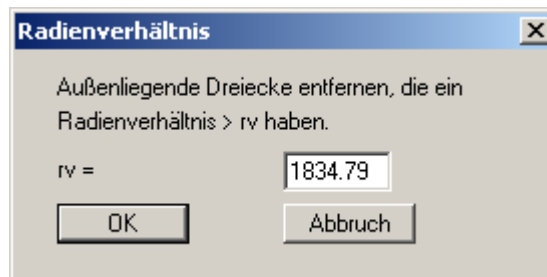 Radienverhältnis
Außenliegende Dreiecke entfernen, die ein
Radienverhältnis > rv haben.
rv = 1834.79
OK Abbruch